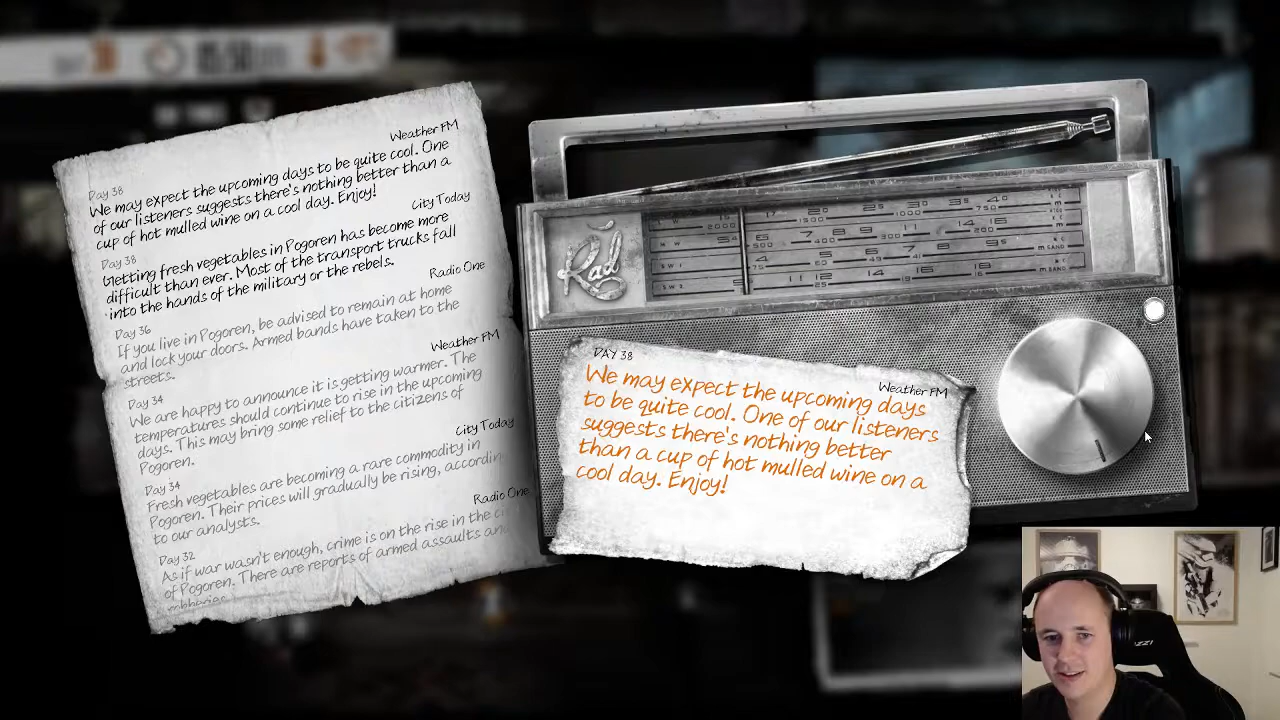 Weather FM
Day 38
We may expect the upcoming days to be quite cool. One
of our listeners suggests there's nothing better than a
cup of hot mulled wine on a cool day. Enjoy!
City Today
Day 38
Getting fresh vegetables in Pogoren has become more
difficult than ever. Most of the transport trucks fall
into the hands of the military or the rebels.
Radio One
Day 36
If you live in Pogoren, be advised to remain at home
and lock your doors. Armed bands have taken to the
streets.
Weather FM
Day 34
We are happy to announce it is getting warmer. The
temperatures should continue to rise in the upcoming
days. This may bring some relief to the citizens of
Pogoren.
City Today
Day 34
Fresh vegetables are becoming a rare commodity in
Pogoren. Their prices will gradually be rising, accordin
to our analysts.
Radio One
Day 32
As if war wasn't enough, crime is on the rise in the
of Pogoren. There are reports of armed assaults
Rad
DAY 38
Weather FM
We may expect the upcoming days
to be quite cool. One of our listeners
suggests there's nothing better
than a cup of hot mulled wine on a
cool day. Enjoy!